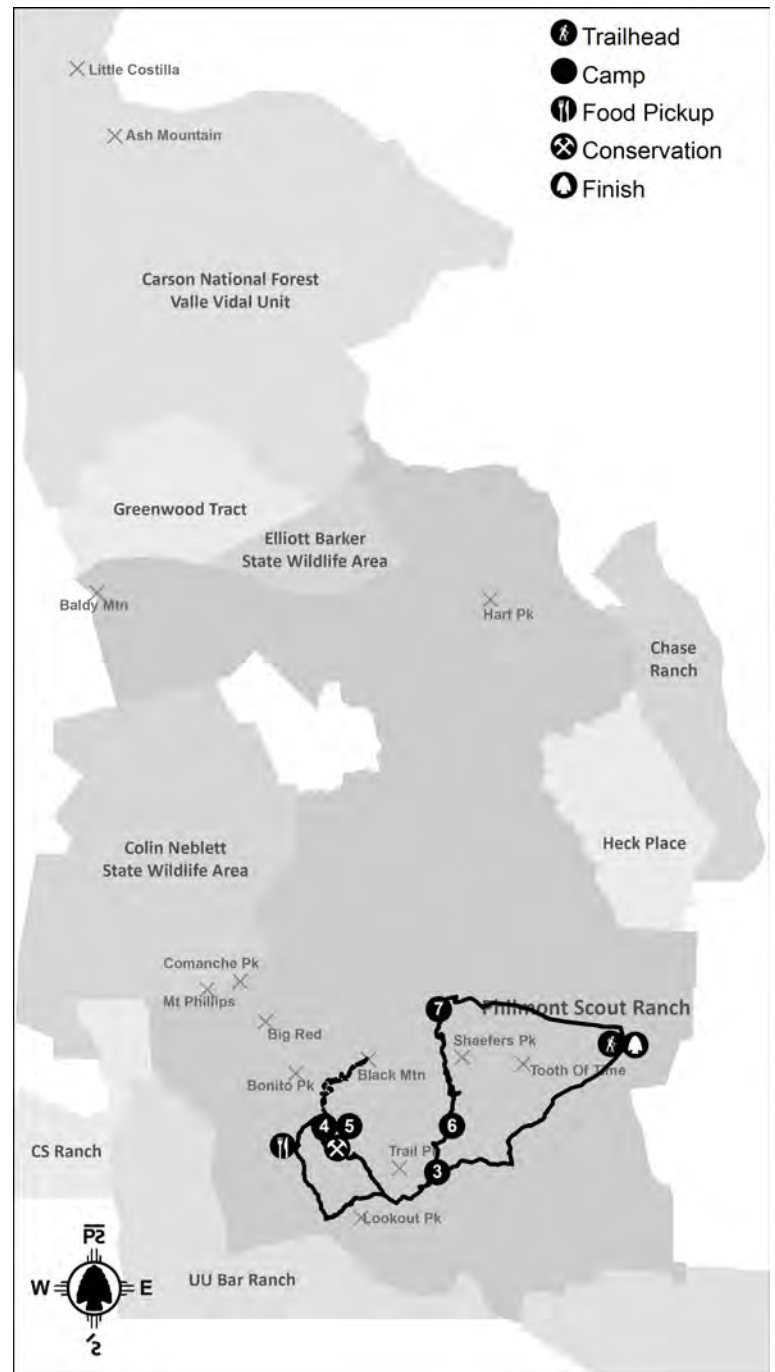 Trailhead
Camp
Food Pickup
Conservation
Finish
Little Costilla
Ash Mountain
Carson National Forest
Valle Vidal Unit
Greenwood Tract
Elliott Barker
State Wildlife Area
Baldy Mtn
Hart Pk
Chase
Ranch
Heck Place
Colin Neblett
State Wildlife Area
Comanche Pk
Mt Phillips
Big Red
7
Philmont Scout Ranch
Shaefers Pk
Tooth Of Time
Black Mtn
Bonito Pk
4
5
6
CS Ranch
Trail P
3
Lookout Pk
UU Bar Ranch
W
E